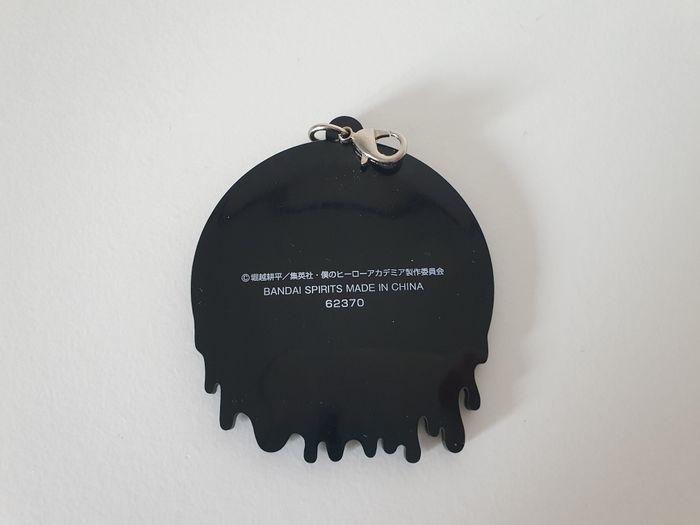 ©堀越耕平／集英社・僕のヒーローアカデミア製作委員会
BANDAI SPIRITS MADE IN CHINA
62370